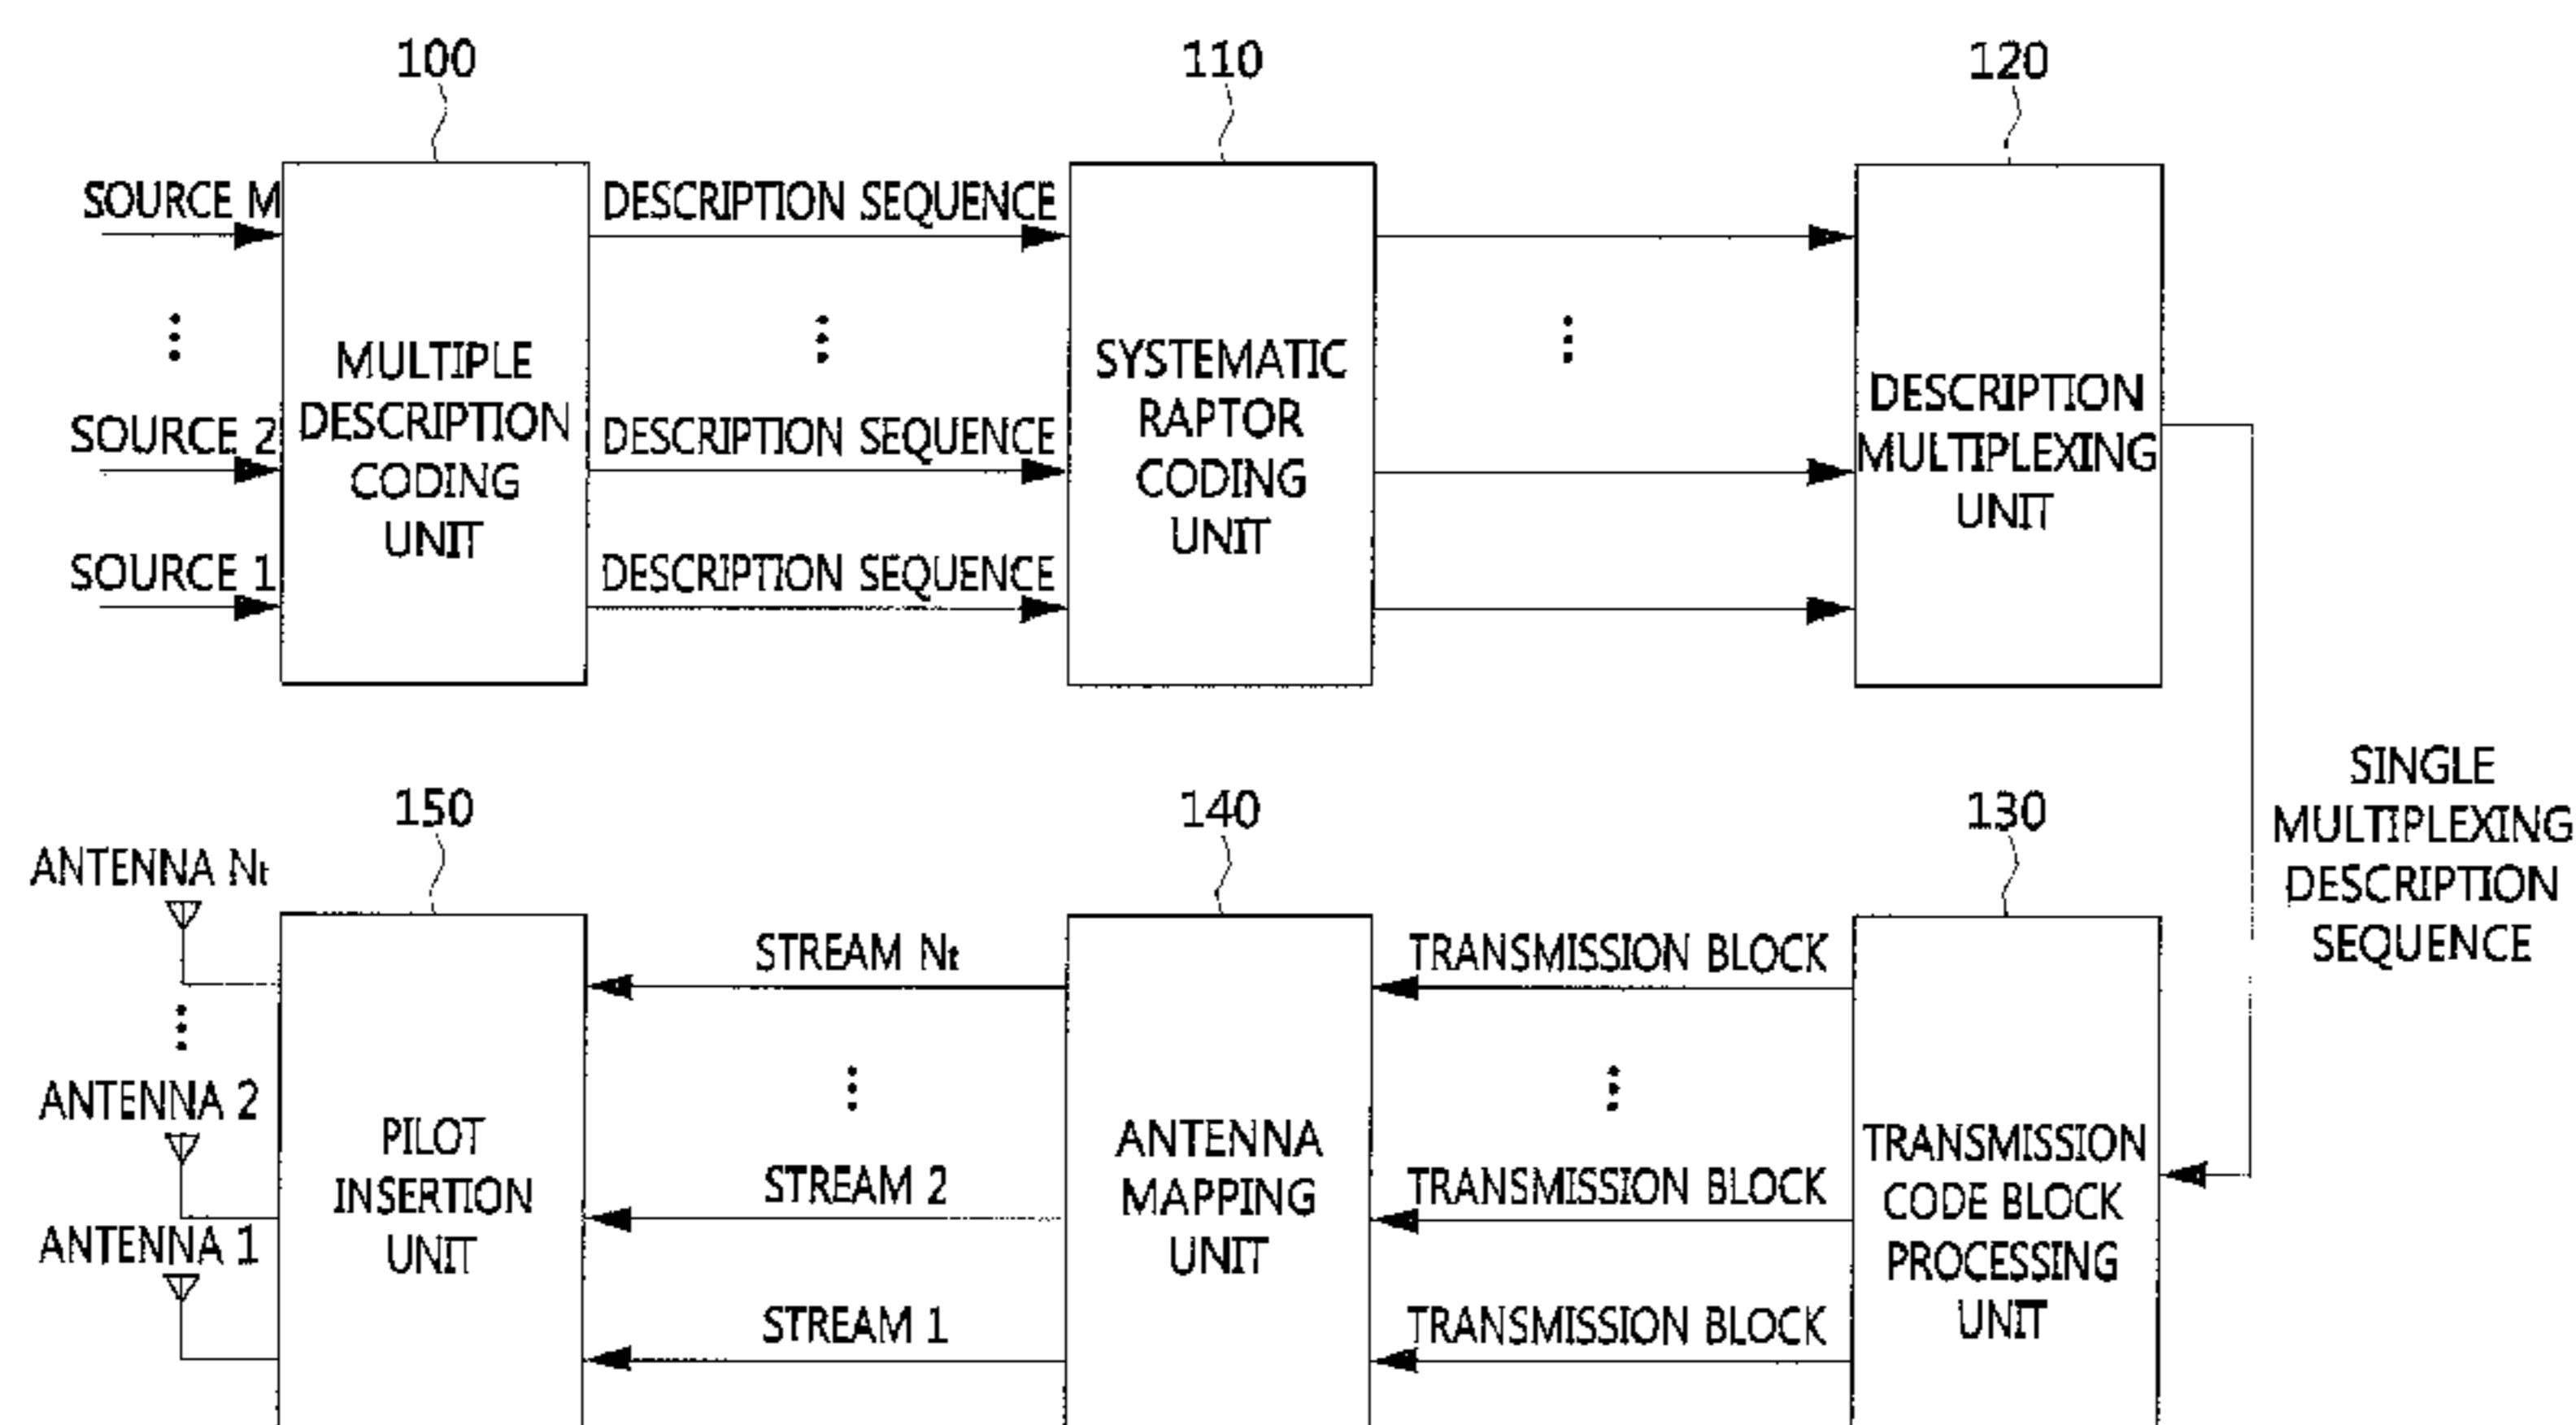 100
110
120
SOURCE M
SOURCE 2
SOURCE 1
MULTIPLE
DESCRIPTION
CODING
UNIT
DESCRIPTION SEQUENCE
DESCRIPTION SEQUENCE
DESCRIPTION SEQUENCE
SYSTEMATIC
RAPTOR
CODING
UNIT
DESCRIPTION
MULTIPLEXING
UNIT
SINGLE
MULTIPLEXING
DESCRIPTION
SEQUENCE
150
140
130
ANTENNA Nt
ANTENNA 2
ANTENNA 1
PILOT
INSERTION
UNIT
STREAM Nt
STREAM 2
STREAM 1
ANTENNA
MAPPING
UNIT
TRANSMISSION BLOCK
TRANSMISSION BLOCK
TRANSMISSION BLOCK
TRANSMISSION
CODE BLOCK
PROCESSING
UNIT